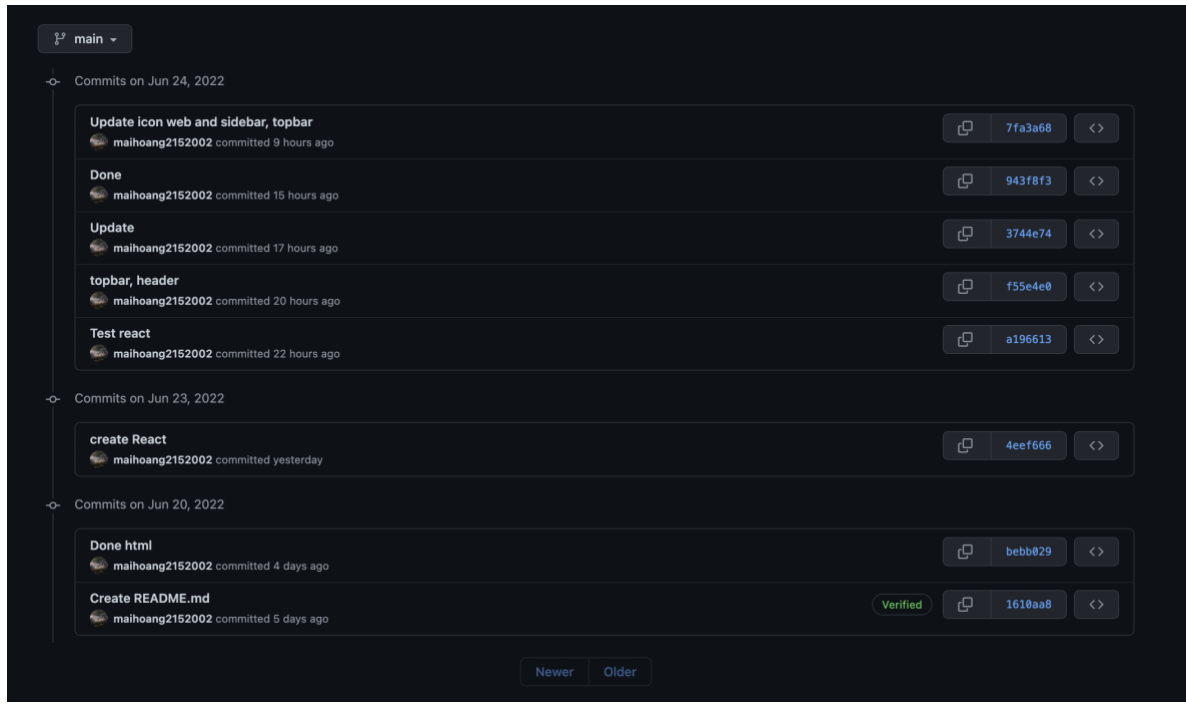 main
Commits on Jun 24, 2022
Update icon web and sidebar, topbar
maihoang2152002 committed 9 hours ago
7fa3a68
Done
maihoang2152002 committed 15 hours ago
943f8f3
Update
maihoang2152002 committed 17 hours ago
3744e74
topbar, header
maihoang2152002 committed 20 hours ago
f55e4e0
Test react
maihoang2152002 committed 22 hours ago
a196613
Commits on Jun 23, 2022
create React
maihoang2152002 committed yesterday
4eef666
Commits on Jun 20, 2022
Done html
maihoang2152002 committed 4 days ago
bebb029
Create README.md
maihoang2152002 committed 5 days ago
Verified 1610aa8
Newer Older